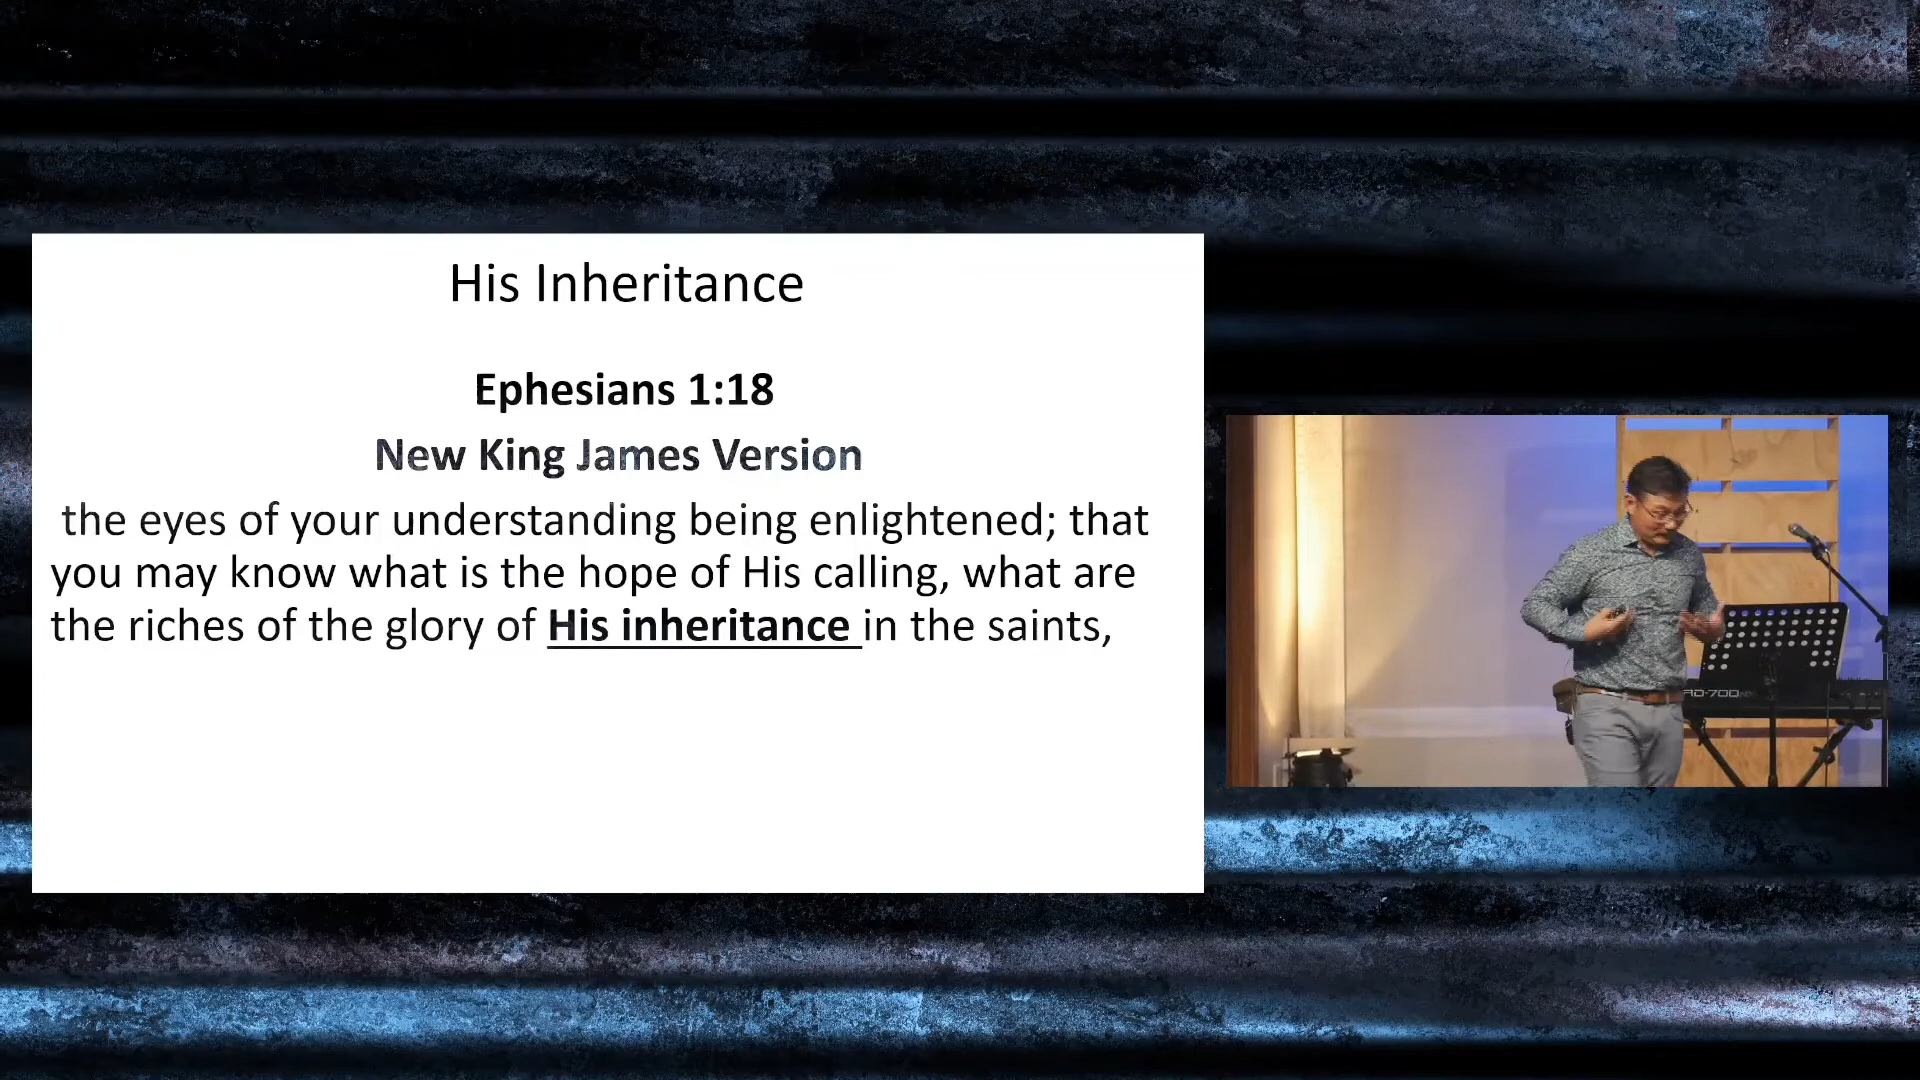 His Inheritance
Ephesians 1:18
New King James Version
the eyes of your understanding being enlightened; that
you may know what is the hope of His calling, what are
the riches of the glory of His inheritance in the saints,
RD-700